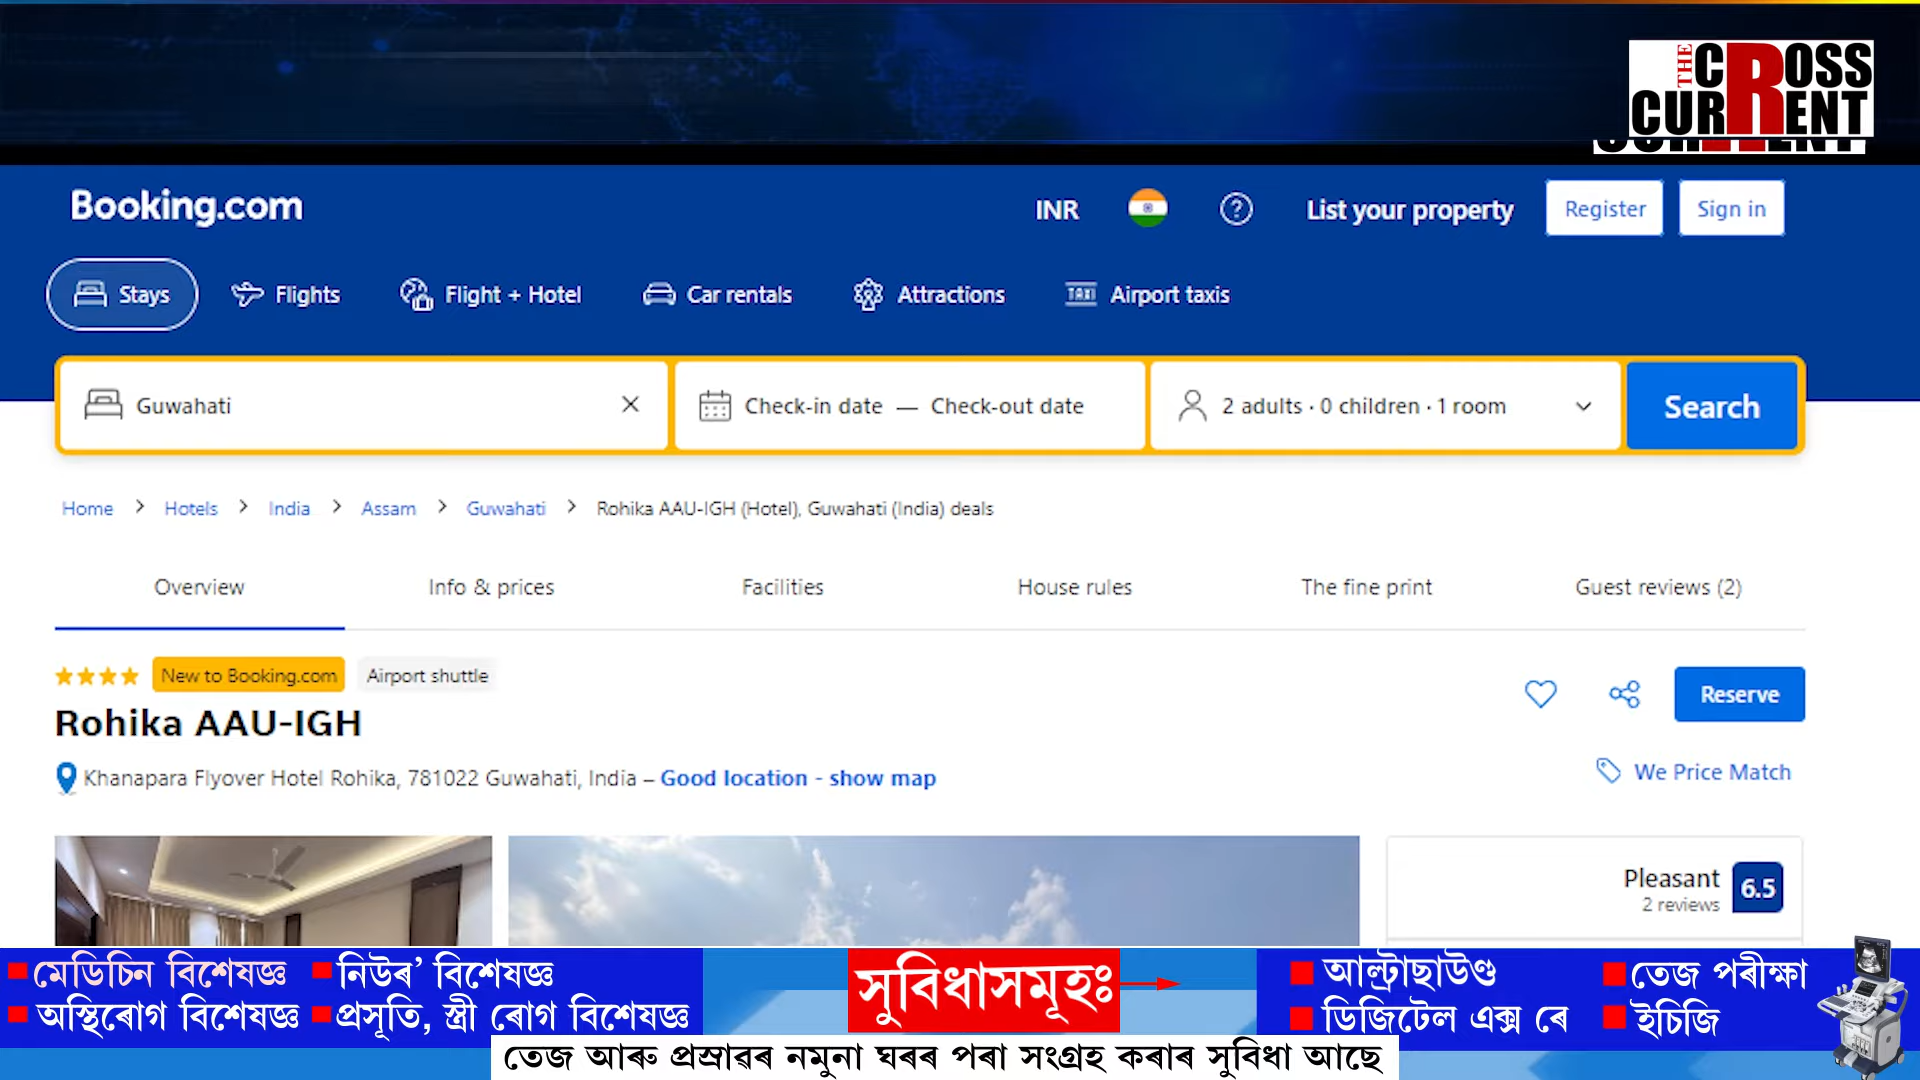 THE CROSS
CURRENT
Booking.com
INR
List your property
Register
Sign in
Stays
Flights
Flight + Hotel
Car rentals
Attractions
TAXI Airport taxis
Guwahati
Check-in date — Check-out date
2 adults · 0 children · 1 room
Search
Home > Hotels > India > Assam > Guwahati > Rohika AAU-IGH (Hotel), Guwahati (India) deals
Overview
Info & prices
Facilities
House rules
The fine print
Guest reviews (2)
New to Booking.com
Airport shuttle
Reserve
Rohika AAU-IGH
Khanapara Flyover Hotel Rohika, 781022 Guwahati, India – Good location - show map
We Price Match
Pleasant
2 reviews
6.5
মেডিচিন বিশেষজ্ঞ
নিউৰ’ বিশেষজ্ঞ
অস্থিৰোগ বিশেষজ্ঞ
প্ৰসূতি, স্ত্ৰী ৰোগ বিশেষজ্ঞ
সুবিধাসমূহঃ
আল্ট্ৰাছাউণ্ড
তেজ পৰীক্ষা
ডিজিটেল এক্স ৰে
ইচিজি
তেজ আৰু প্ৰস্ৰাৱৰ নমুনা ঘৰৰ পৰা সংগ্ৰহ কৰাৰ সুবিধা আছে